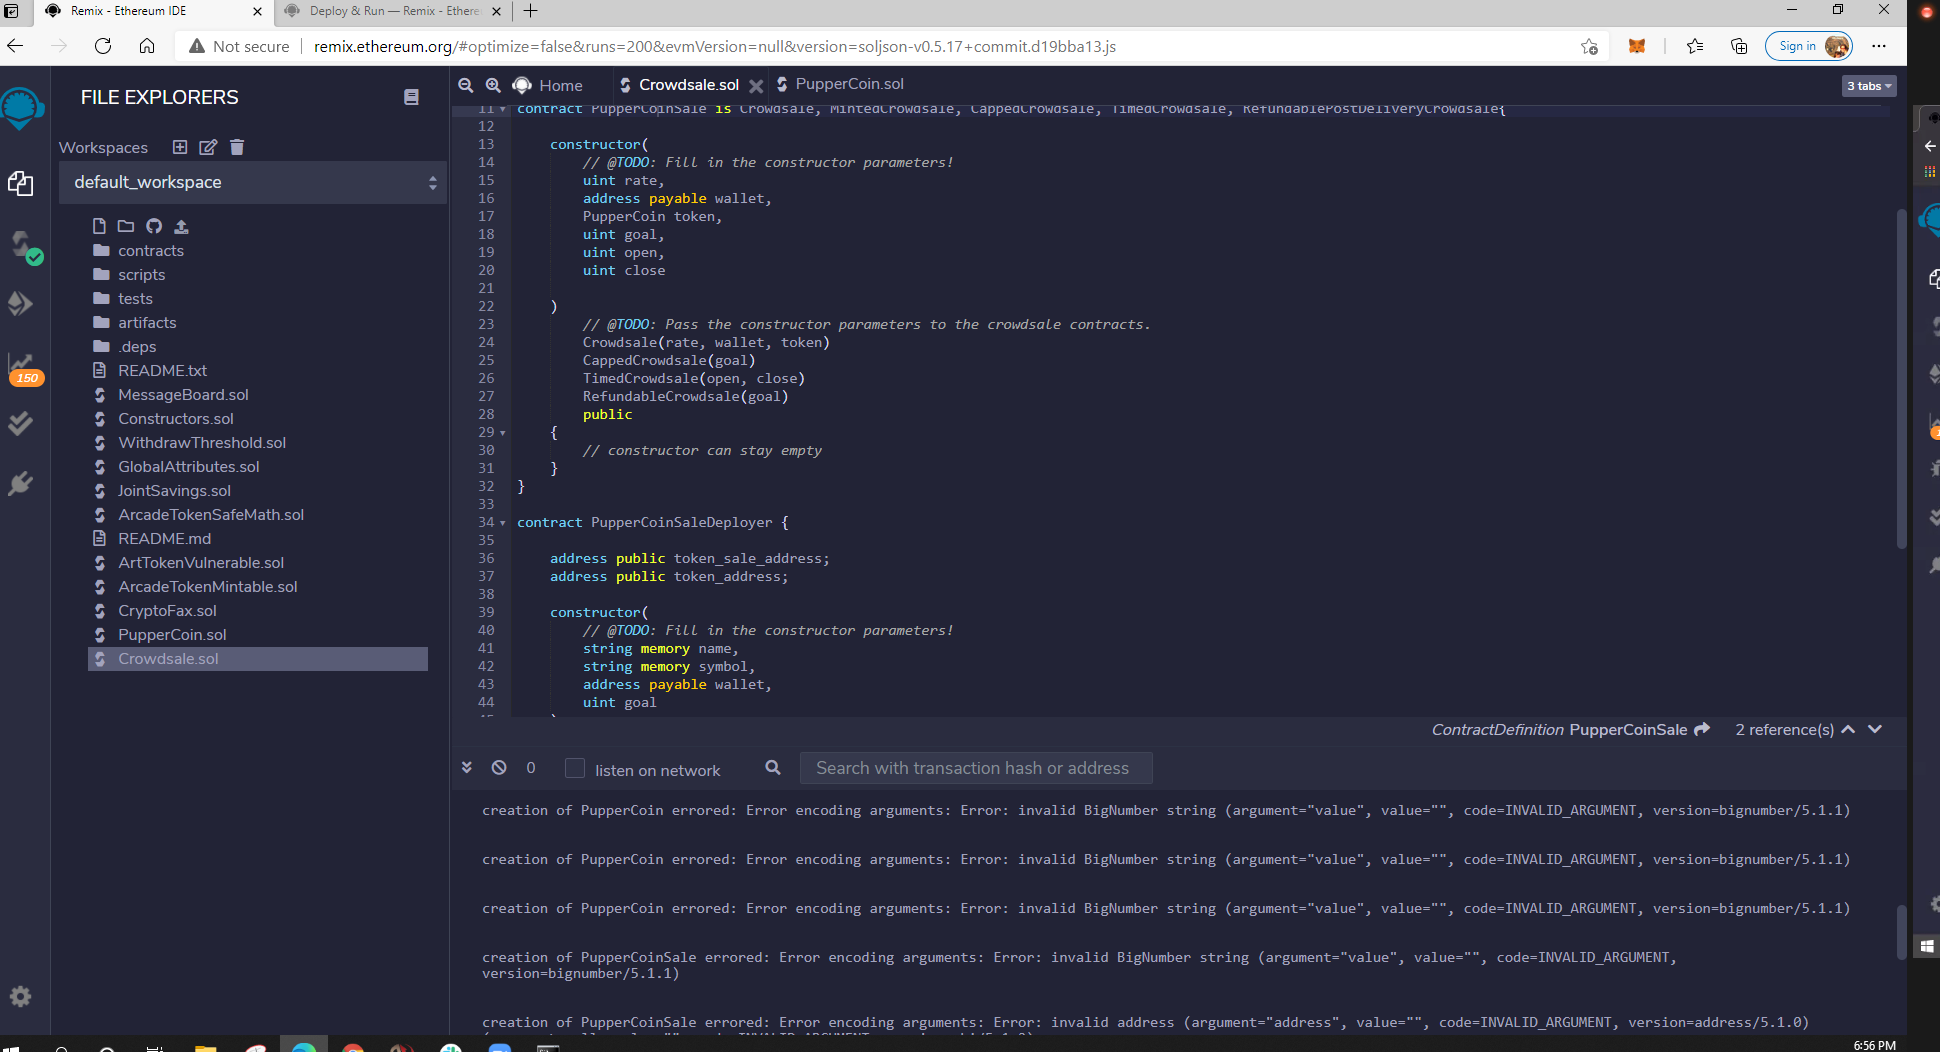 Remix - Ethereum IDE
Deploy & Run — Remix - Ethere
Not secure
remix.ethereum.org/#optimize=false&runs=200&evmVersion=null&version=soljson-v0.5.17+commit.d19bba13.js
Sign in
FILE EXPLORERS
Workspaces
default_workspace
contracts
scripts
tests
artifacts
.deps
README.txt
MessageBoard.sol
Constructors.sol
WithdrawThreshold.sol
GlobalAttributes.sol
JointSavings.sol
ArcadeTokenSafeMath.sol
README.md
ArtTokenVulnerable.sol
ArcadeTokenMintable.sol
CryptoFax.sol
PupperCoin.sol
Crowdsale.sol
150
Home
Crowdsale.sol
PupperCoin.sol
3 tabs
11 contract PupperCoinSale is Crowdsale, MintedCrowdsale, CappedCrowdsale, TimedCrowdsale, RefundablePostDeliveryCrowdsale{
12
13 constructor(
14 // @TODO: Fill in the constructor parameters!
15 uint rate,
16 address payable wallet,
17 PupperCoin token,
18 uint goal,
19 uint open,
20 uint close
21
22 )
23 // @TODO: Pass the constructor parameters to the crowdsale contracts.
24 Crowdsale(rate, wallet, token)
25 CappedCrowdsale(goal)
26 TimedCrowdsale(open, close)
27 RefundableCrowdsale(goal)
28 public
29 {
30 // constructor can stay empty
31 }
32 }
33
34 contract PupperCoinSaleDeployer {
35
36 address public token_sale_address;
37 address public token_address;
38
39 constructor(
40 // @TODO: Fill in the constructor parameters!
41 string memory name,
42 string memory symbol,
43 address payable wallet,
44 uint goal
ContractDefinition PupperCoinSale
2 reference(s)
0
listen on network
Search with transaction hash or address
creation of PupperCoin errored: Error encoding arguments: Error: invalid BigNumber string (argument="value", value="", code=INVALID_ARGUMENT, version=bignumber/5.1.1)
creation of PupperCoin errored: Error encoding arguments: Error: invalid BigNumber string (argument="value", value="", code=INVALID_ARGUMENT, version=bignumber/5.1.1)
creation of PupperCoin errored: Error encoding arguments: Error: invalid BigNumber string (argument="value", value="", code=INVALID_ARGUMENT, version=bignumber/5.1.1)
creation of PupperCoinSale errored: Error encoding arguments: Error: invalid BigNumber string (argument="value", value="", code=INVALID_ARGUMENT,
version=bignumber/5.1.1)
creation of PupperCoinSale errored: Error encoding arguments: Error: invalid address (argument="address", value="", code=INVALID_ARGUMENT, version=address/5.1.0)
6:56 PM